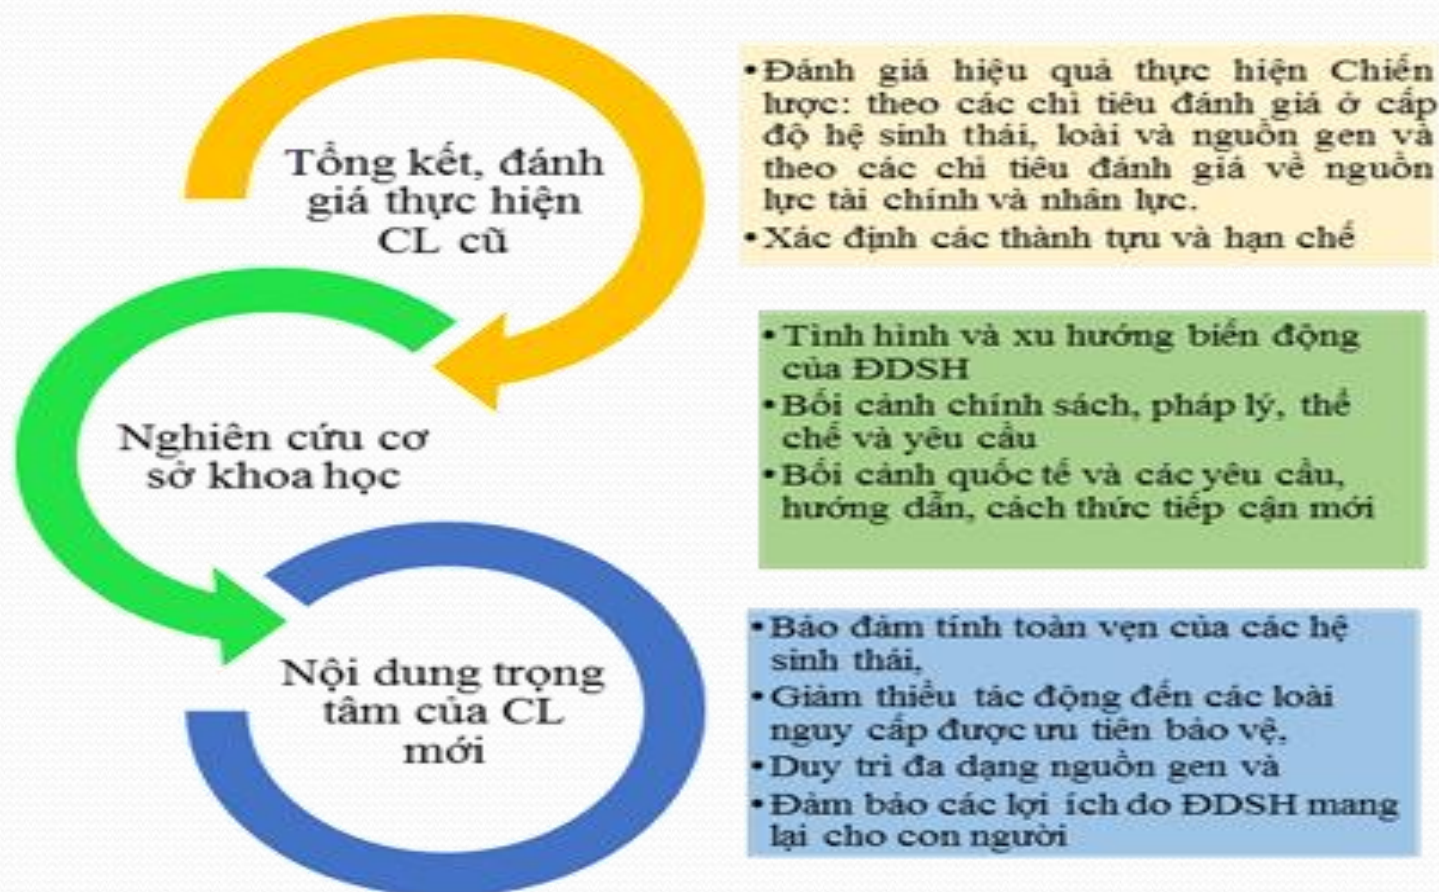 Tổng kết, đánh
giá thực hiện
CL cũ
•Đánh giá hiệu quả thực hiện Chiến
lược: theo các chỉ tiêu đánh giá ở cấp
độ hệ sinh thái, loài và nguồn gen và
theo các chỉ tiêu đánh giá về nguồn
lực tài chính và nhân lực.
•Xác định các thành tựu và hạn chế
Nghiên cứu cơ
sở khoa học
•Tình hình và xu hướng biến động
của ĐDSH
•Bối cảnh chính sách, pháp lý, thể
chế và yêu cầu
•Bối cảnh quốc tế và các yêu cầu,
hướng dẫn, cách thức tiếp cận mới
Nội dung trọng
tâm của CL
mới
•Bảo đảm tính toàn vẹn của các hệ
sinh thái,
•Giảm thiểu tác động đến các loài
nguy cấp được ưu tiên bảo vệ,
•Duy trì đa dạng nguồn gen và
•Đảm bảo các lợi ích do ĐDSH mang
lại cho con người